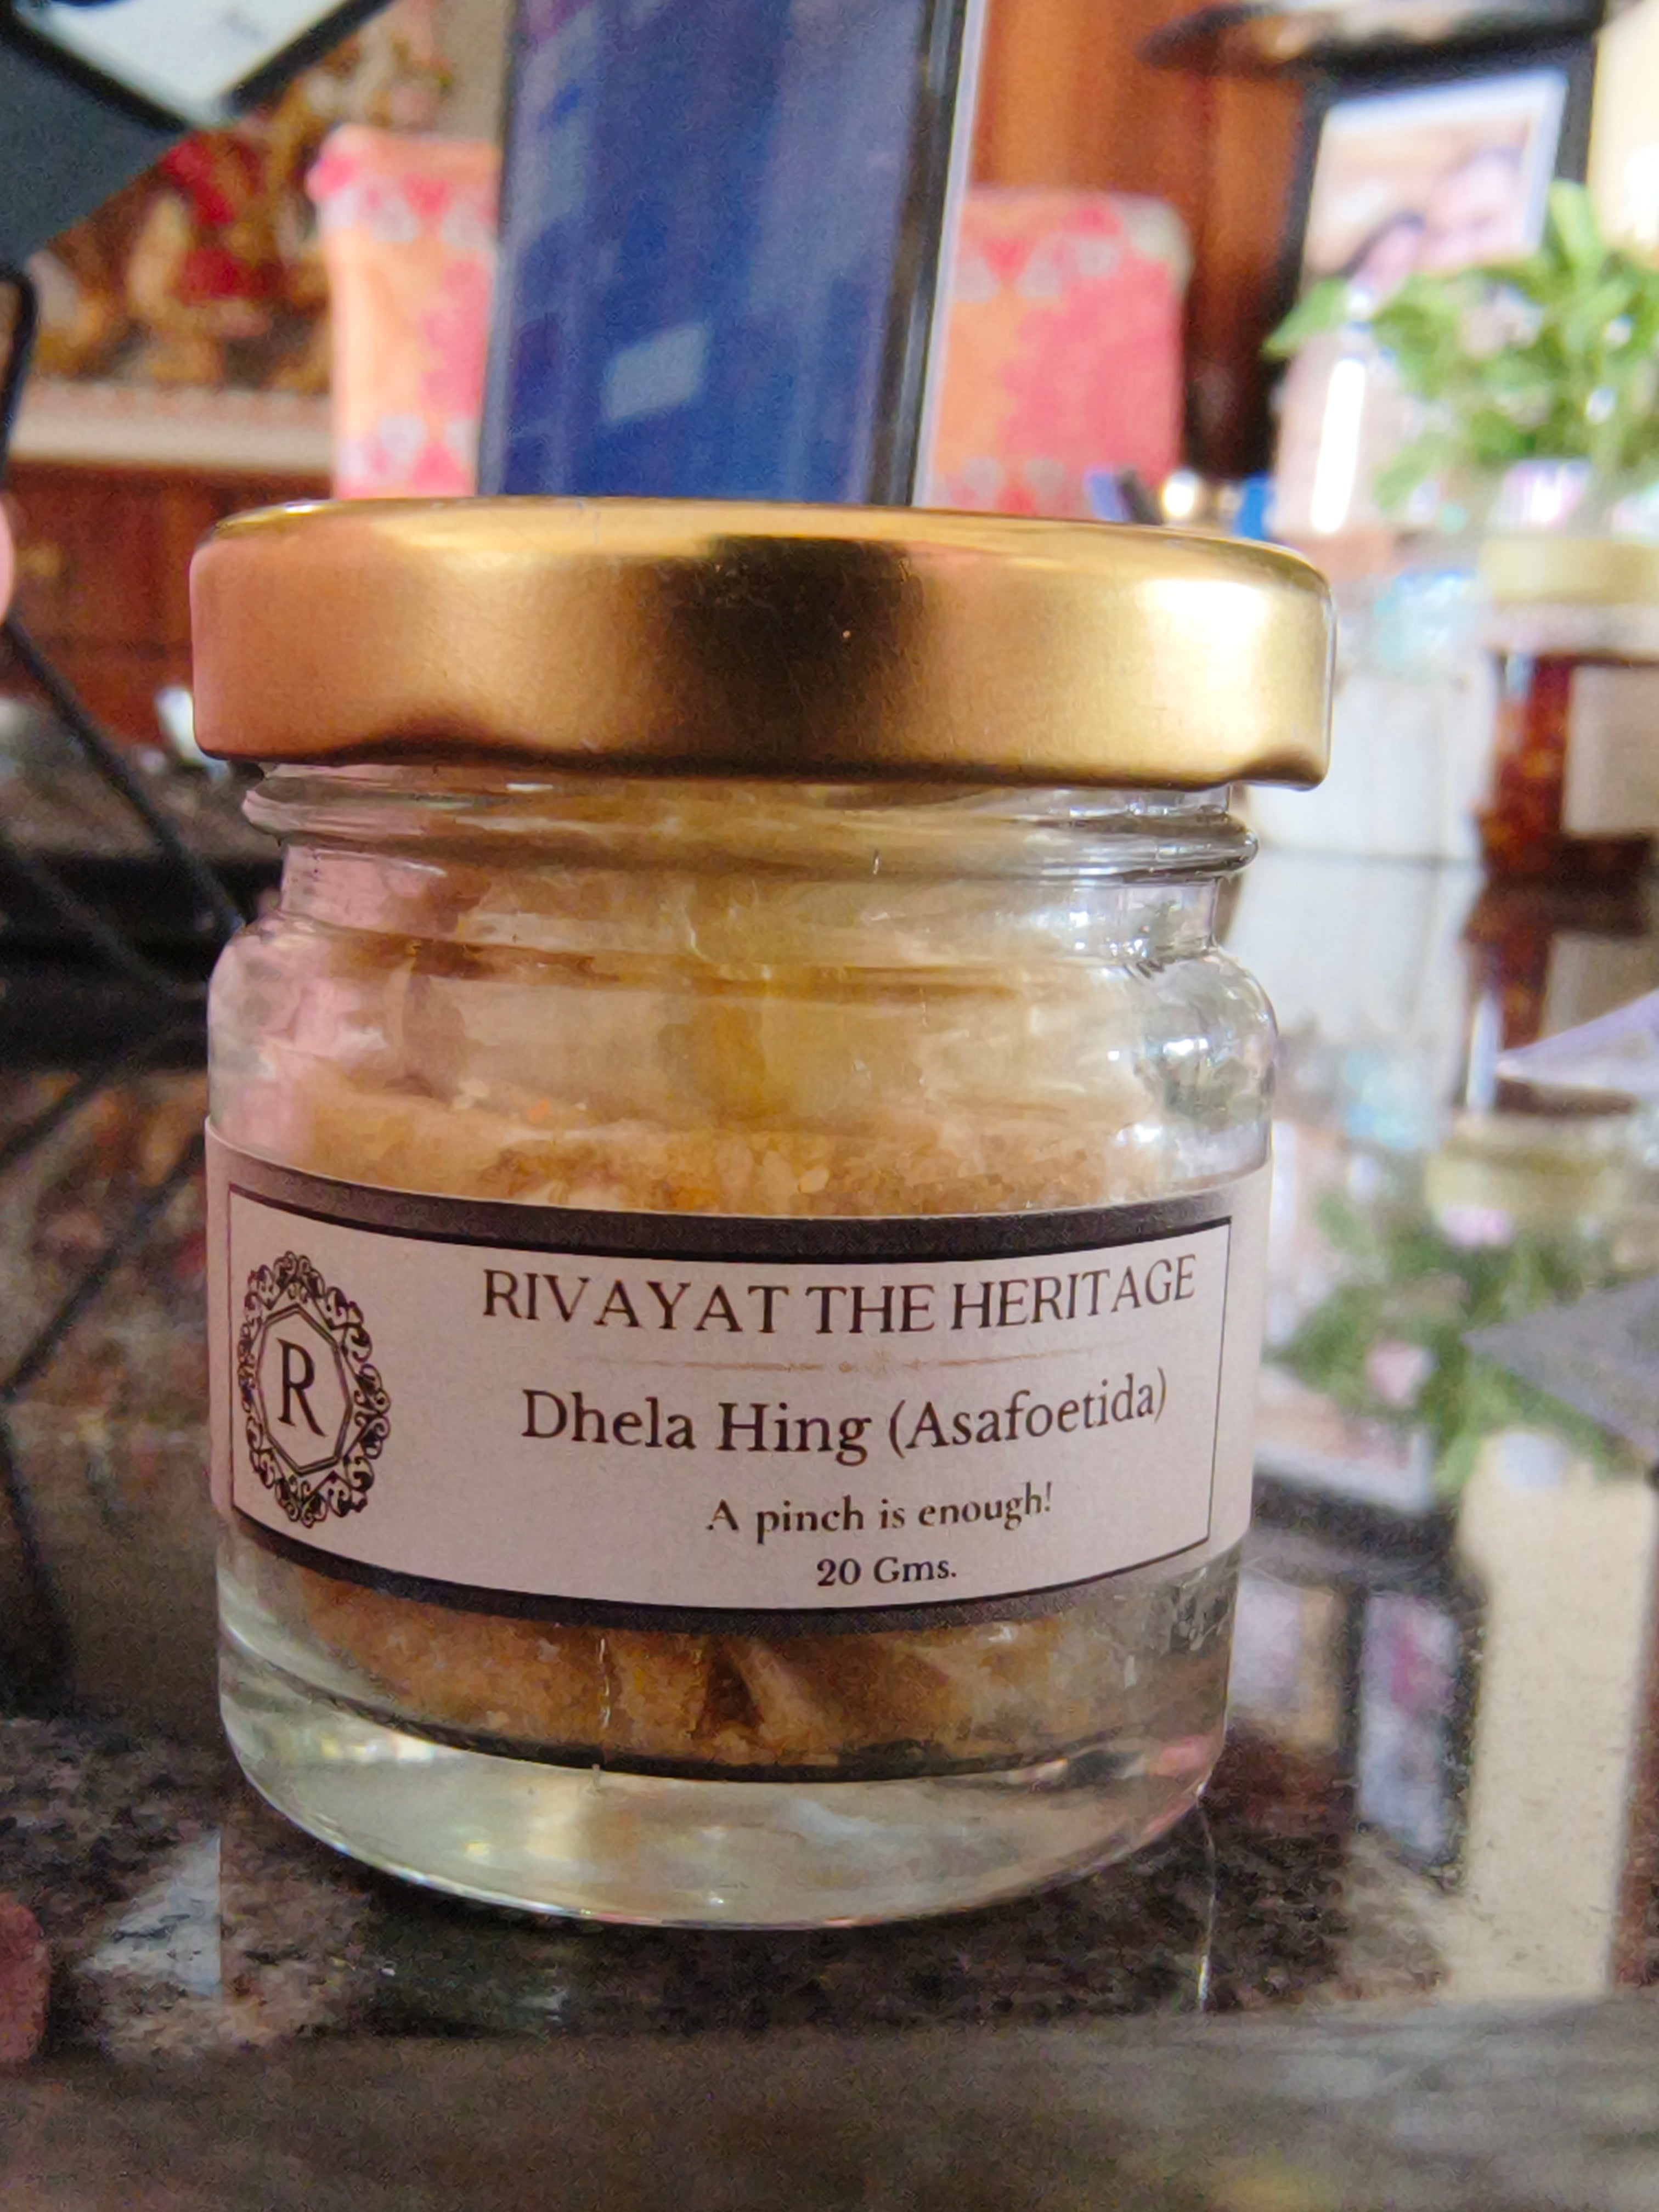 R
RIVAYAT THE HERITAGE
Dhela Hing (Asafoetida)
A pinch is enough!
20 Gms.